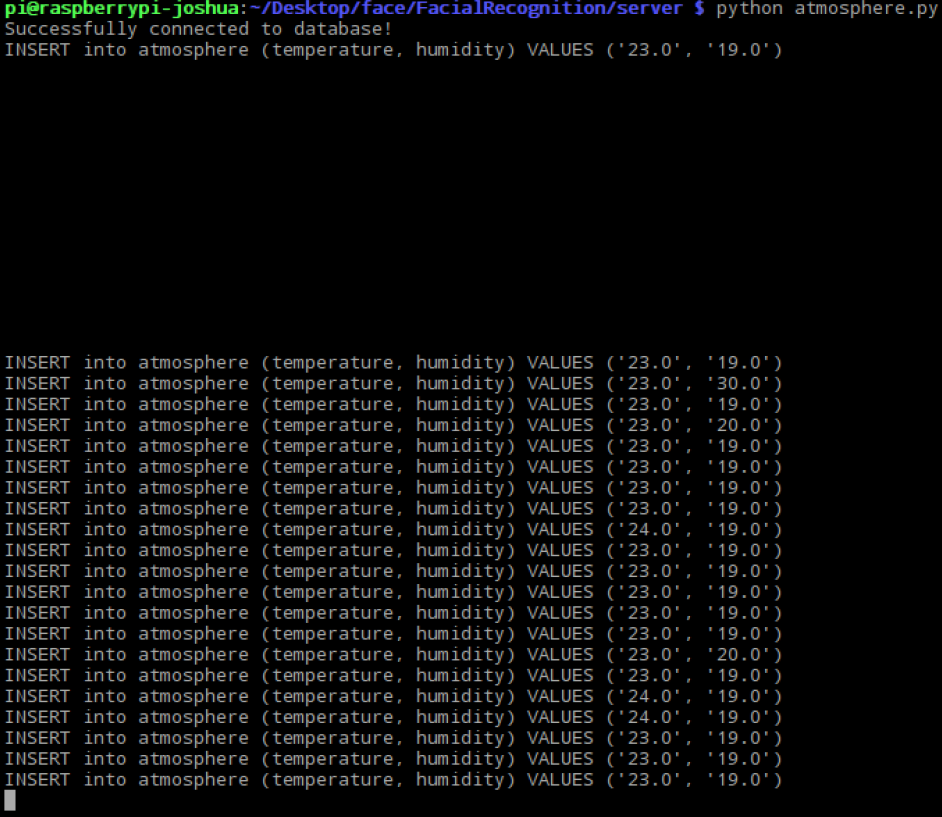 pi@raspberrypi-joshua:~/Desktop/face/FacialRecognition/server $ python atmosphere.py
Successfully connected to database!
INSERT into atmosphere (temperature, humidity) VALUES ('23.0', '19.0')
INSERT into atmosphere (temperature, humidity) VALUES ('23.0', '19.0')
INSERT into atmosphere (temperature, humidity) VALUES ('23.0', '30.0')
INSERT into atmosphere (temperature, humidity) VALUES ('23.0', '19.0')
INSERT into atmosphere (temperature, humidity) VALUES ('23.0', '20.0')
INSERT into atmosphere (temperature, humidity) VALUES ('23.0', '19.0')
INSERT into atmosphere (temperature, humidity) VALUES ('23.0', '19.0')
INSERT into atmosphere (temperature, humidity) VALUES ('23.0', '19.0')
INSERT into atmosphere (temperature, humidity) VALUES ('23.0', '19.0')
INSERT into atmosphere (temperature, humidity) VALUES ('24.0', '19.0')
INSERT into atmosphere (temperature, humidity) VALUES ('23.0', '19.0')
INSERT into atmosphere (temperature, humidity) VALUES ('23.0', '19.0')
INSERT into atmosphere (temperature, humidity) VALUES ('23.0', '19.0')
INSERT into atmosphere (temperature, humidity) VALUES ('23.0', '19.0')
INSERT into atmosphere (temperature, humidity) VALUES ('23.0', '19.0')
INSERT into atmosphere (temperature, humidity) VALUES ('23.0', '20.0')
INSERT into atmosphere (temperature, humidity) VALUES ('23.0', '19.0')
INSERT into atmosphere (temperature, humidity) VALUES ('24.0', '19.0')
INSERT into atmosphere (temperature, humidity) VALUES ('24.0', '19.0')
INSERT into atmosphere (temperature, humidity) VALUES ('23.0', '19.0')
INSERT into atmosphere (temperature, humidity) VALUES ('23.0', '19.0')
INSERT into atmosphere (temperature, humidity) VALUES ('23.0', '19.0')